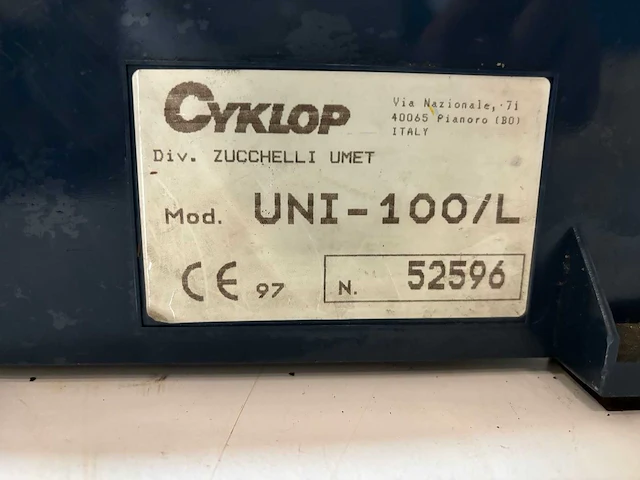 CYKLOP
Via Nazionale, 71
40065 Pianoro (BO)
ITALY
Div. ZUCCHELLI UMET
Mod. UNI-100/L
CE 97
N. 52596